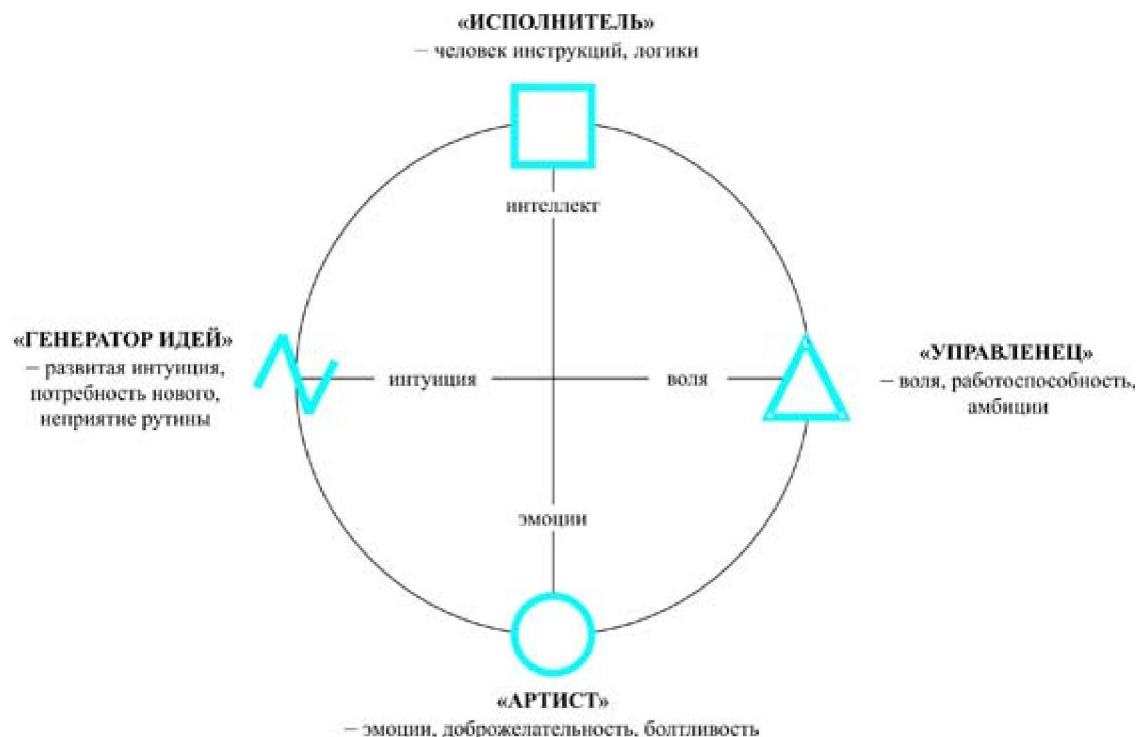 «ИСПОЛНИТЕЛЬ»
– человек инструкций, логики
интеллект
«ГЕНЕРАТОР ИДЕЙ»
– развитая интуиция,
потребность нового,
неприятие рутины
интуиция
воля
«УПРАВЛЕНЕЦ»
– воля, работоспособность,
амбиции
эмоции
«АРТИСТ»
– эмоции, доброжелательность, болтливость